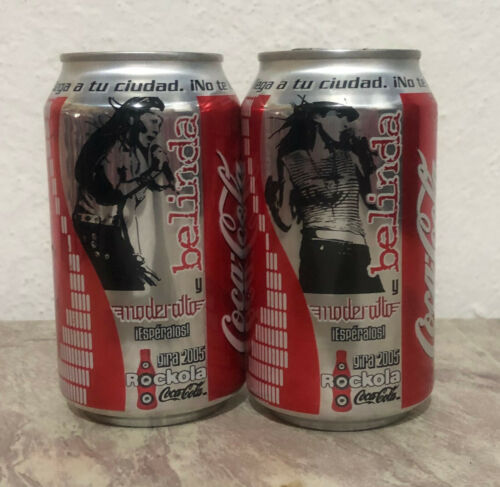 ega a tu ciudad. ¡No te
belinda
y
moderatto
¡Espéralos!
gira 2005
Rockola
Coca-Cola
Coca-Cola
lega a tu ciudad. ¡No te
belinda
y
moderatto
¡Espéralos!
gira 2005
Rockola
Coca-Cola
Coca-Cola